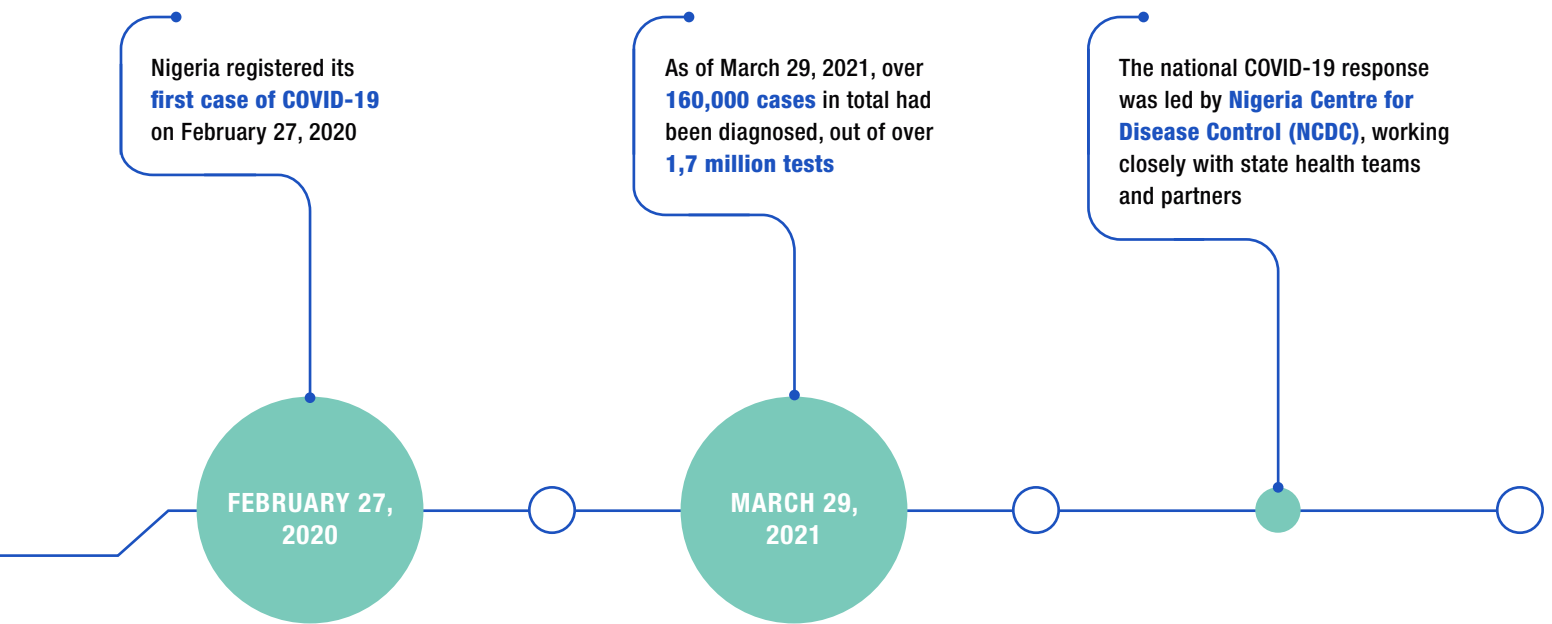 Nigeria registered its
first case of COVID-19
on February 27, 2020
As of March 29, 2021, over
160,000 cases in total had
been diagnosed, out of over
1,7 million tests
The national COVID-19 response
was led by Nigeria Centre for
Disease Control (NCDC), working
closely with state health teams
and partners
FEBRUARY 27,
2020
MARCH 29,
2021